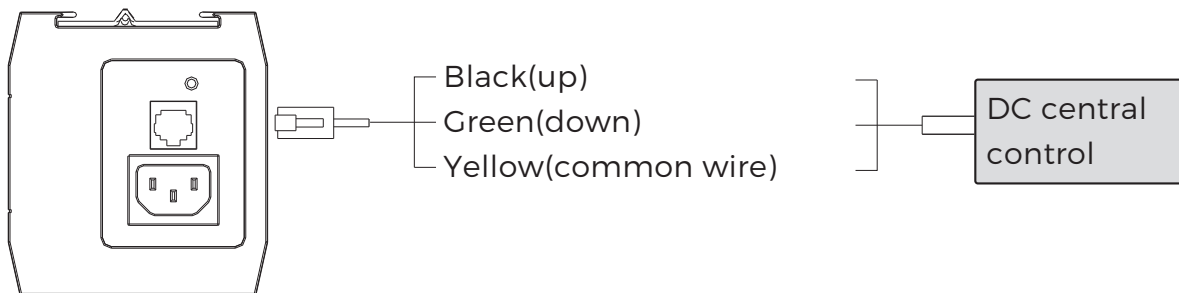 Black(up)
Green(down)
Yellow(common wire)
DC central
control